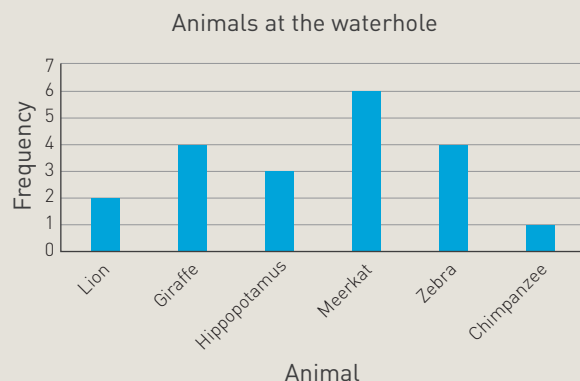 Animals at the waterhole
Frequency
7
6
5
4
3
2
1
0
Lion
Giraffe
Hippopotamus
Meerkat
Zebra
Chimpanzee
Animal